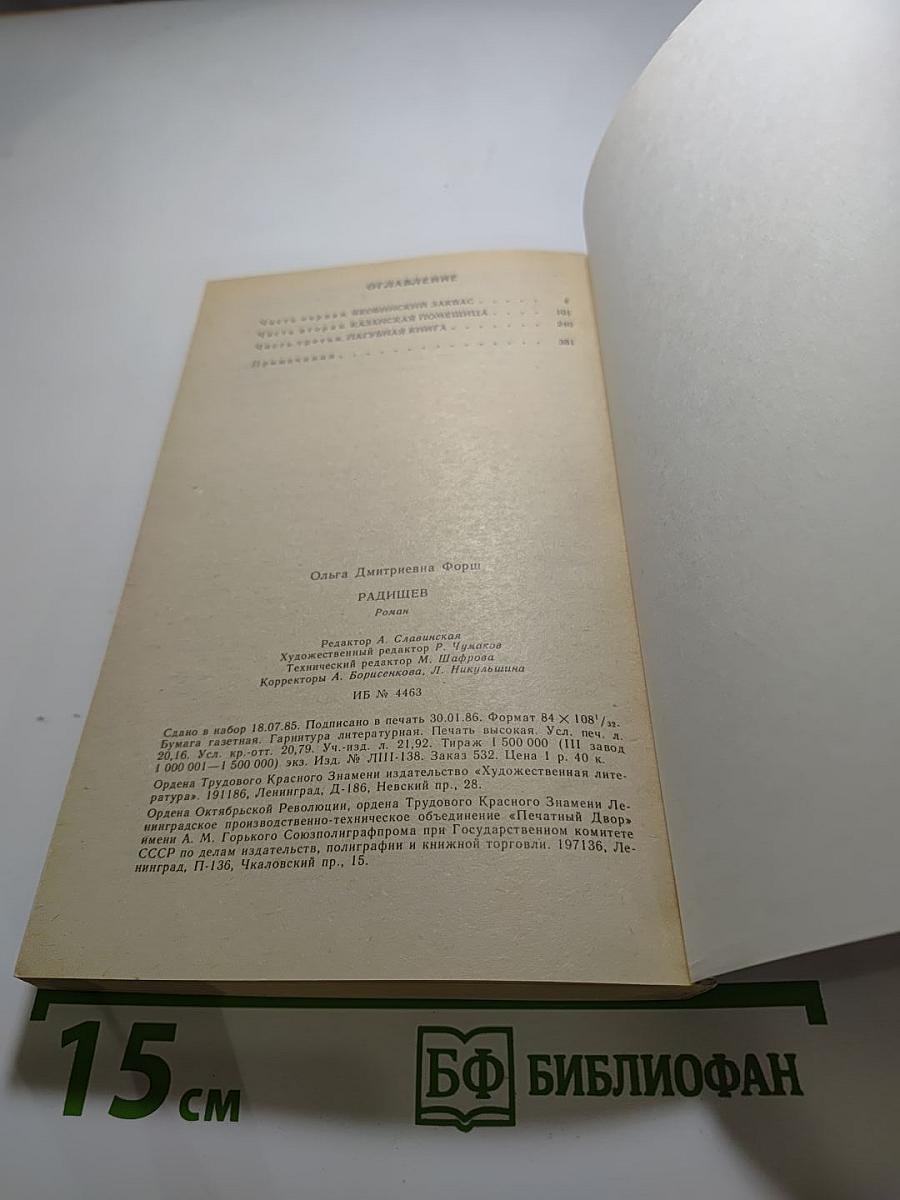 ОГЛАВЛЕНИЕ
Часть первая ЯКОБИНСКИЙ ЗАКВАС . . . . .
Часть вторая КАЗАНСКАЯ ПОМЕЩИЦА . . . . 101
Часть третья ПАГУБНАЯ КНИГА . . . . . . . 240
Примечания . . . . . . . . . . . . . . 381
Ольга Дмитриевна Форш
РАДИЩЕВ
Роман
Редактор А. Славинская
Художественный редактор Р. Чумаков
Технический редактор М. Шафрова
Корректоры А. Борисенкова, Л. Никульшина
ИБ № 4463
Сдано в набор 18.07.85. Подписано в печать 30.01.86. Формат 84 × 108¹/₃₂.
Бумага газетная. Гарнитура литературная. Печать высокая. Усл. печ. л.
20,16. Усл. кр.-отт. 20,79. Уч.-изд. л. 21,92. Тираж 1 500 000 (III завод
1 000 001—1 500 000) экз. Изд. № ЛIII-138. Заказ 532. Цена 1 р. 40 к.
Ордена Трудового Красного Знамени издательство «Художественная лите-
ратура». 191186, Ленинград, Д-186, Невский пр., 28.
Ордена Октябрьской Революции, ордена Трудового Красного Знамени Ле-
нинградское производственно-техническое объединение «Печатный Двор»
имени А. М. Горького Союзполиграфпрома при Государственном комитете
СССР по делам издательств, полиграфии и книжной торговли. 197136, Ле-
нинград, П-136, Чкаловский пр., 15.
15 см
БФ БИБЛИОФАН